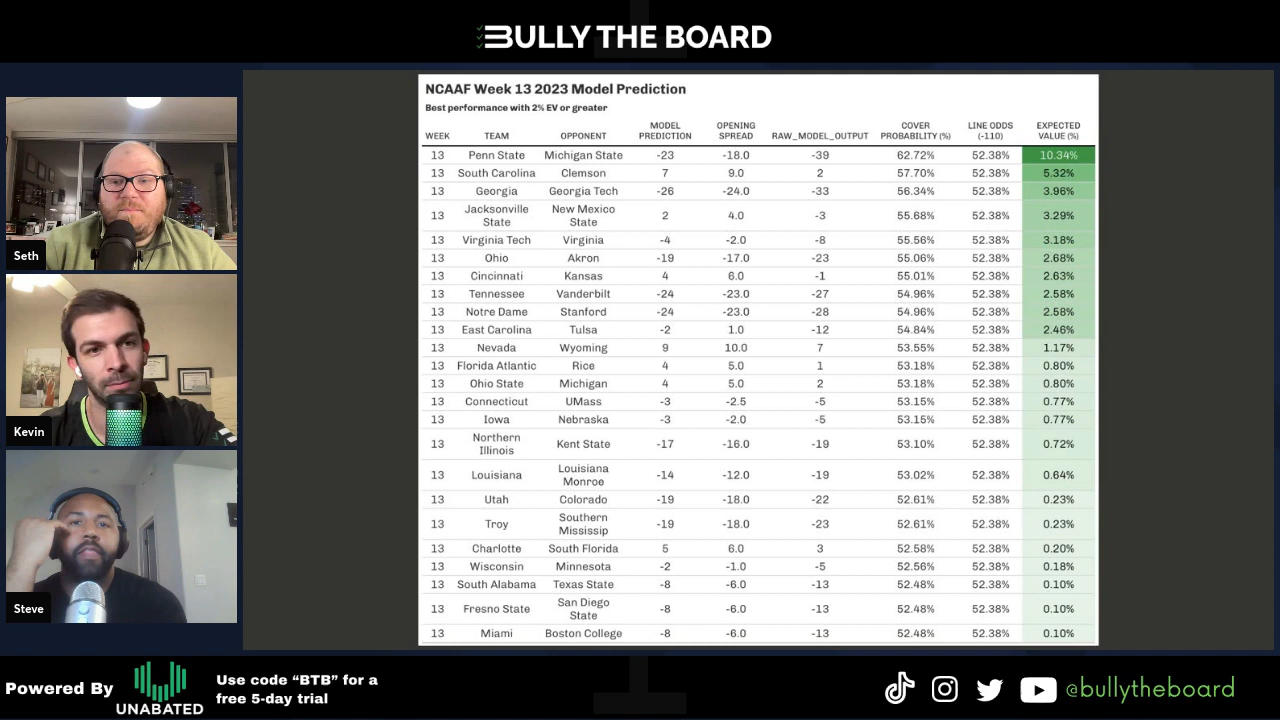 BULLY THE BOARD
NCAAF Week 13 2023 Model Prediction
Best performance with 2% EV or greater
WEEK TEAM OPPONENT MODEL PREDICTION OPENING SPREAD RAW_MODEL_OUTPUT COVER PROBABILITY (%) LINE ODDS (-110) EXPECTED VALUE (%)
13 Penn State Michigan State -23 -18.0 -39 62.72% 52.38% 10.34%
13 South Carolina Clemson 7 9.0 2 57.70% 52.38% 5.32%
13 Georgia Georgia Tech -26 -24.0 -33 56.34% 52.38% 3.96%
13 Jacksonville State New Mexico State 2 4.0 -3 55.68% 52.38% 3.29%
13 Virginia Tech Virginia -4 -2.0 -8 55.56% 52.38% 3.18%
13 Ohio Akron -19 -17.0 -23 55.06% 52.38% 2.68%
13 Cincinnati Kansas 4 6.0 -1 55.01% 52.38% 2.63%
13 Tennessee Vanderbilt -24 -23.0 -27 54.96% 52.38% 2.58%
13 Notre Dame Stanford -24 -23.0 -28 54.96% 52.38% 2.58%
13 East Carolina Tulsa -2 1.0 -12 54.84% 52.38% 2.46%
13 Nevada Wyoming 9 10.0 7 53.55% 52.38% 1.17%
13 Florida Atlantic Rice 4 5.0 1 53.18% 52.38% 0.80%
13 Ohio State Michigan 4 5.0 2 53.18% 52.38% 0.80%
13 Connecticut UMass -3 -2.5 -5 53.15% 52.38% 0.77%
13 Iowa Nebraska -3 -2.0 -5 53.15% 52.38% 0.77%
13 Northern Illinois Kent State -17 -16.0 -19 53.10% 52.38% 0.72%
13 Louisiana Louisiana Monroe -14 -12.0 -19 53.02% 52.38% 0.64%
13 Utah Colorado -19 -18.0 -22 52.61% 52.38% 0.23%
13 Troy Southern Mississip -19 -18.0 -23 52.61% 52.38% 0.23%
13 Charlotte South Florida 5 6.0 3 52.58% 52.38% 0.20%
13 Wisconsin Minnesota -2 -1.0 -5 52.56% 52.38% 0.18%
13 South Alabama Texas State -8 -6.0 -13 52.48% 52.38% 0.10%
13 Fresno State San Diego State -8 -6.0 -13 52.48% 52.38% 0.10%
13 Miami Boston College -8 -6.0 -13 52.48% 52.38% 0.10%
Seth
Kevin
Steve
Powered By
UNABATED
Use code “BTB” for a
free 5-day trial
@bullytheboard